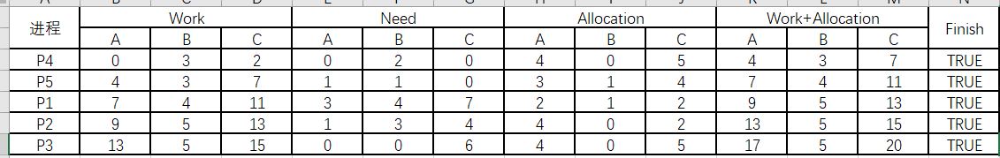 进程 Work Need Allocation Work+Allocation Finish
A B C A B C A B C A B C
P4 0 3 2 0 2 0 4 0 5 4 3 7 TRUE
P5 4 3 7 1 1 0 3 1 4 7 4 11 TRUE
P1 7 4 11 3 4 7 2 1 2 9 5 13 TRUE
P2 9 5 13 1 3 4 4 0 2 13 5 15 TRUE
P3 13 5 15 0 0 6 4 0 5 17 5 20 TRUE